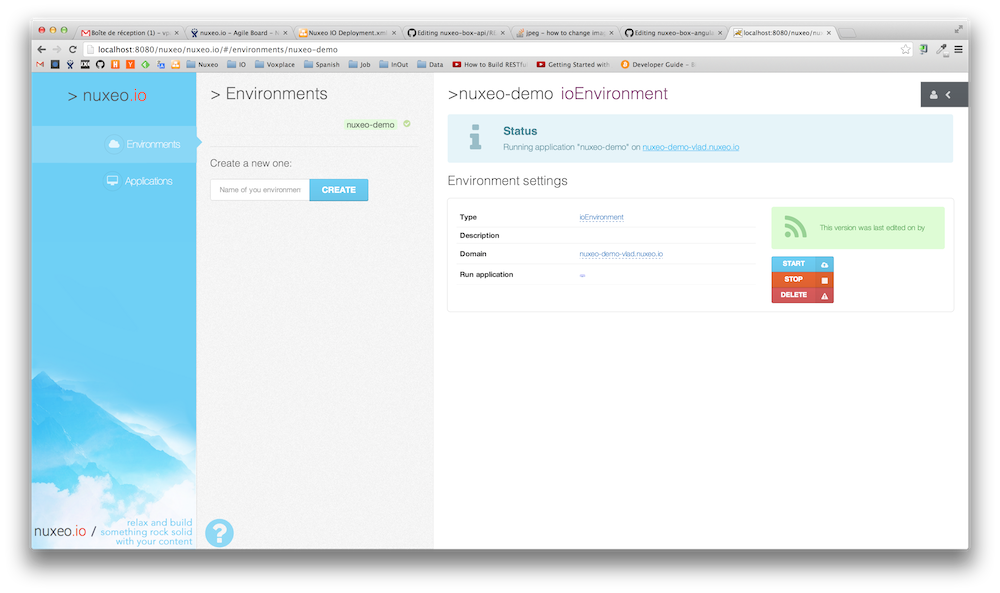 Boîte de réception (1) – vp
nuxeo.io – Agile Board – N
Nuxeo IO Deployment.xml
Editing nuxeo-box-api/RE
jpeg – how to change ima
Editing nuxeo-box-angula
localhost:8080/nuxeo/nux
localhost:8080/nuxeo/nuxeo.io/#/environments/nuxeo-demo
Nuxeo
IO
Voxplace
Spanish
Job
InOut
Data
How to Build RESTfu
Getting Started with
Developer Guide – 
> nuxeo.io
Environments
Applications
> Environments
nuxeo-demo
Create a new one:
Name of you environmen
CREATE
>nuxeo-demo ioEnvironment
Status
Running application "nuxeo-demo" on nuxeo-demo-vlad.nuxeo.io
Environment settings
Type ioEnvironment
Description
Domain nuxeo-demo-vlad.nuxeo.io
Run application
This version was last edited on by
START
STOP
DELETE
nuxeo.io /
relax and build
something rock solid
with your content
?